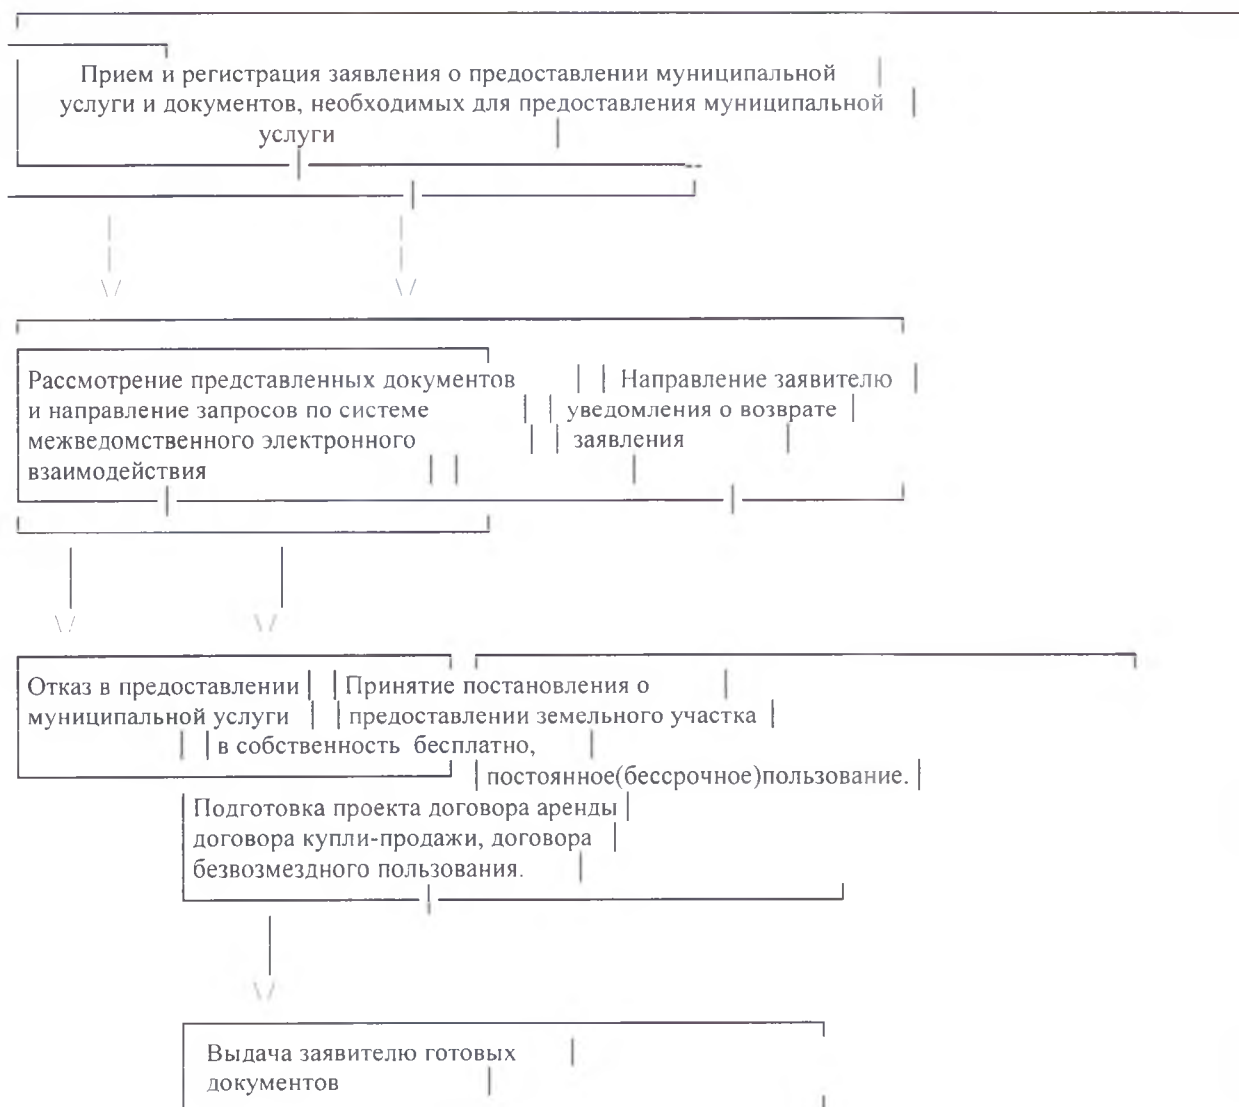 Прием и регистрация заявления о предоставлении муниципальной
услуги и документов, необходимых для предоставления муниципальной
услуги
Рассмотрение представленных документов
и направление запросов по системе
межведомственного электронного
взаимодействия
Направление заявителю
уведомления о возврате
заявления
Отказ в предоставлении
муниципальной услуги
Принятие постановления о
предоставлении земельного участка
в собственность бесплатно,
постоянное(бессрочное)пользование.
Подготовка проекта договора аренды
договора купли-продажи, договора
безвозмездного пользования.
Выдача заявителю готовых
документов